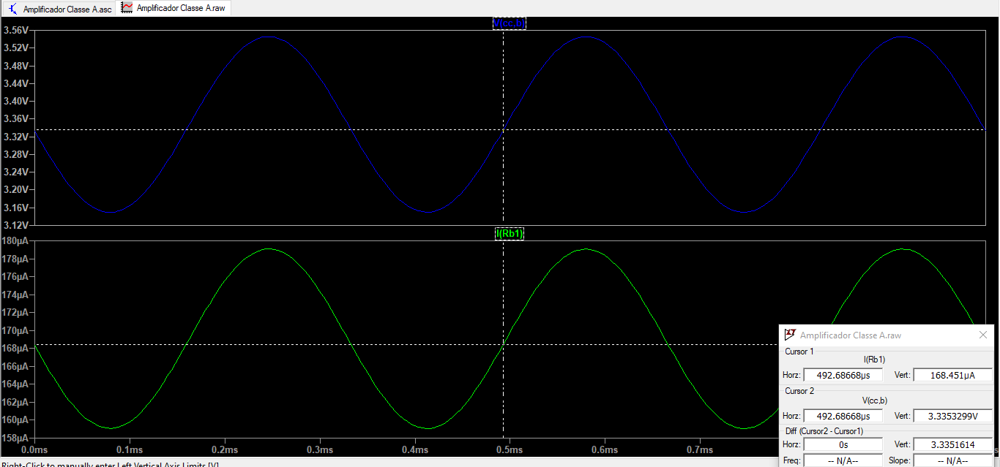 Amplificador Classe A.asc
Amplificador Classe A.raw
V(cc,b)
3.56V
3.52V
3.48V
3.44V
3.40V
3.36V
3.32V
3.28V
3.24V
3.20V
3.16V
3.12V
I(Rb1)
180µA
178µA
176µA
174µA
172µA
170µA
168µA
166µA
164µA
162µA
160µA
158µA
0.0ms 0.1ms 0.2ms 0.3ms 0.4ms 0.5ms 0.6ms 0.7ms
Amplificador Classe A.raw
Cursor 1
I(Rb1)
Horz: 492.68668µs Vert: 168.451µA
Cursor 2
V(cc,b)
Horz: 492.68668µs Vert: 3.3353299V
Diff (Cursor2 - Cursor1)
Horz: 0s Vert: 3.3351614
Freq: -- N/A-- Slope: -- N/A--
Right-Click to manually enter Left Vertical Axis Limits [V]